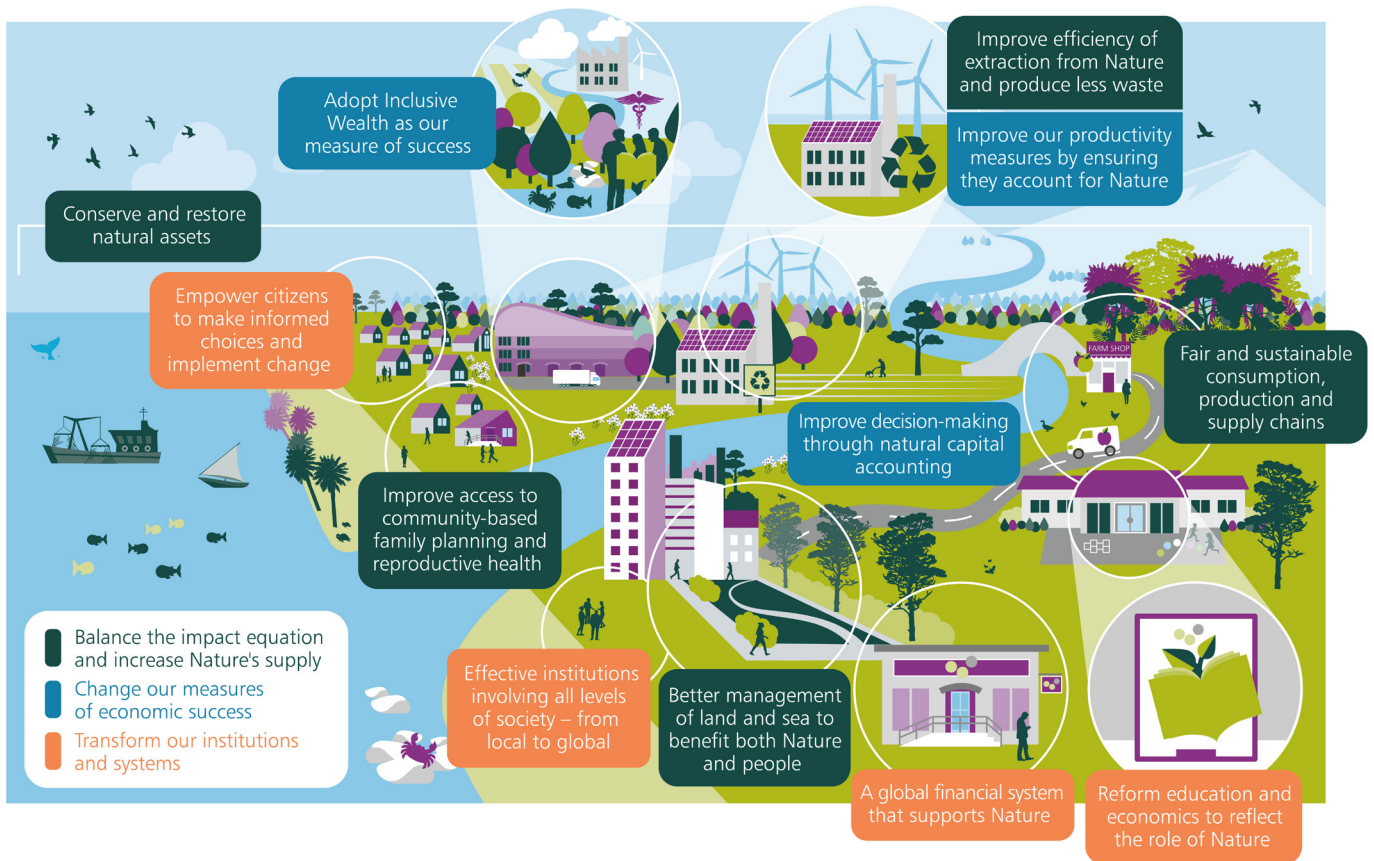 Improve efficiency of
extraction from Nature
and produce less waste
Improve our productivity
measures by ensuring
they account for Nature
Adopt Inclusive
Wealth as our
measure of success
Conserve and restore
natural assets
Empower citizens
to make informed
choices and
implement change
FARM SHOP
Fair and sustainable
consumption,
production and
supply chains
Improve decision-making
through natural capital
accounting
Improve access to
community-based
family planning and
reproductive health
Balance the impact equation
and increase Nature's supply
Change our measures
of economic success
Transform our institutions
and systems
Effective institutions
involving all levels
of society – from
local to global
Better management
of land and sea to
benefit both Nature
and people
A global financial system
that supports Nature
Reform education and
economics to reflect
the role of Nature